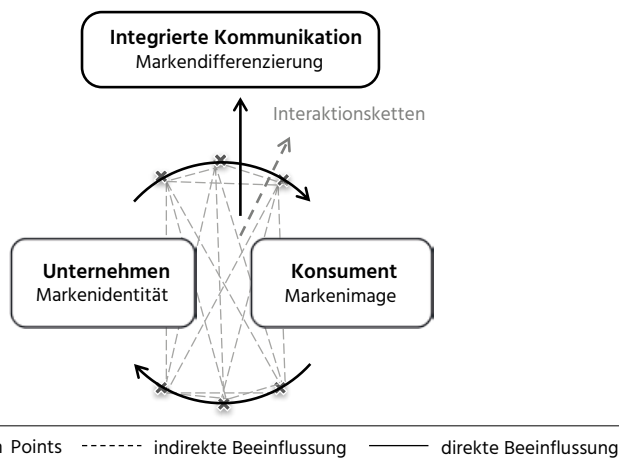 Integrierte Kommunikation
Markendifferenzierung
Interaktionsketten
Unternehmen
Markenidentität
Konsument
Markenimage
Points
indirekte Beeinflussung
direkte Beeinflussung